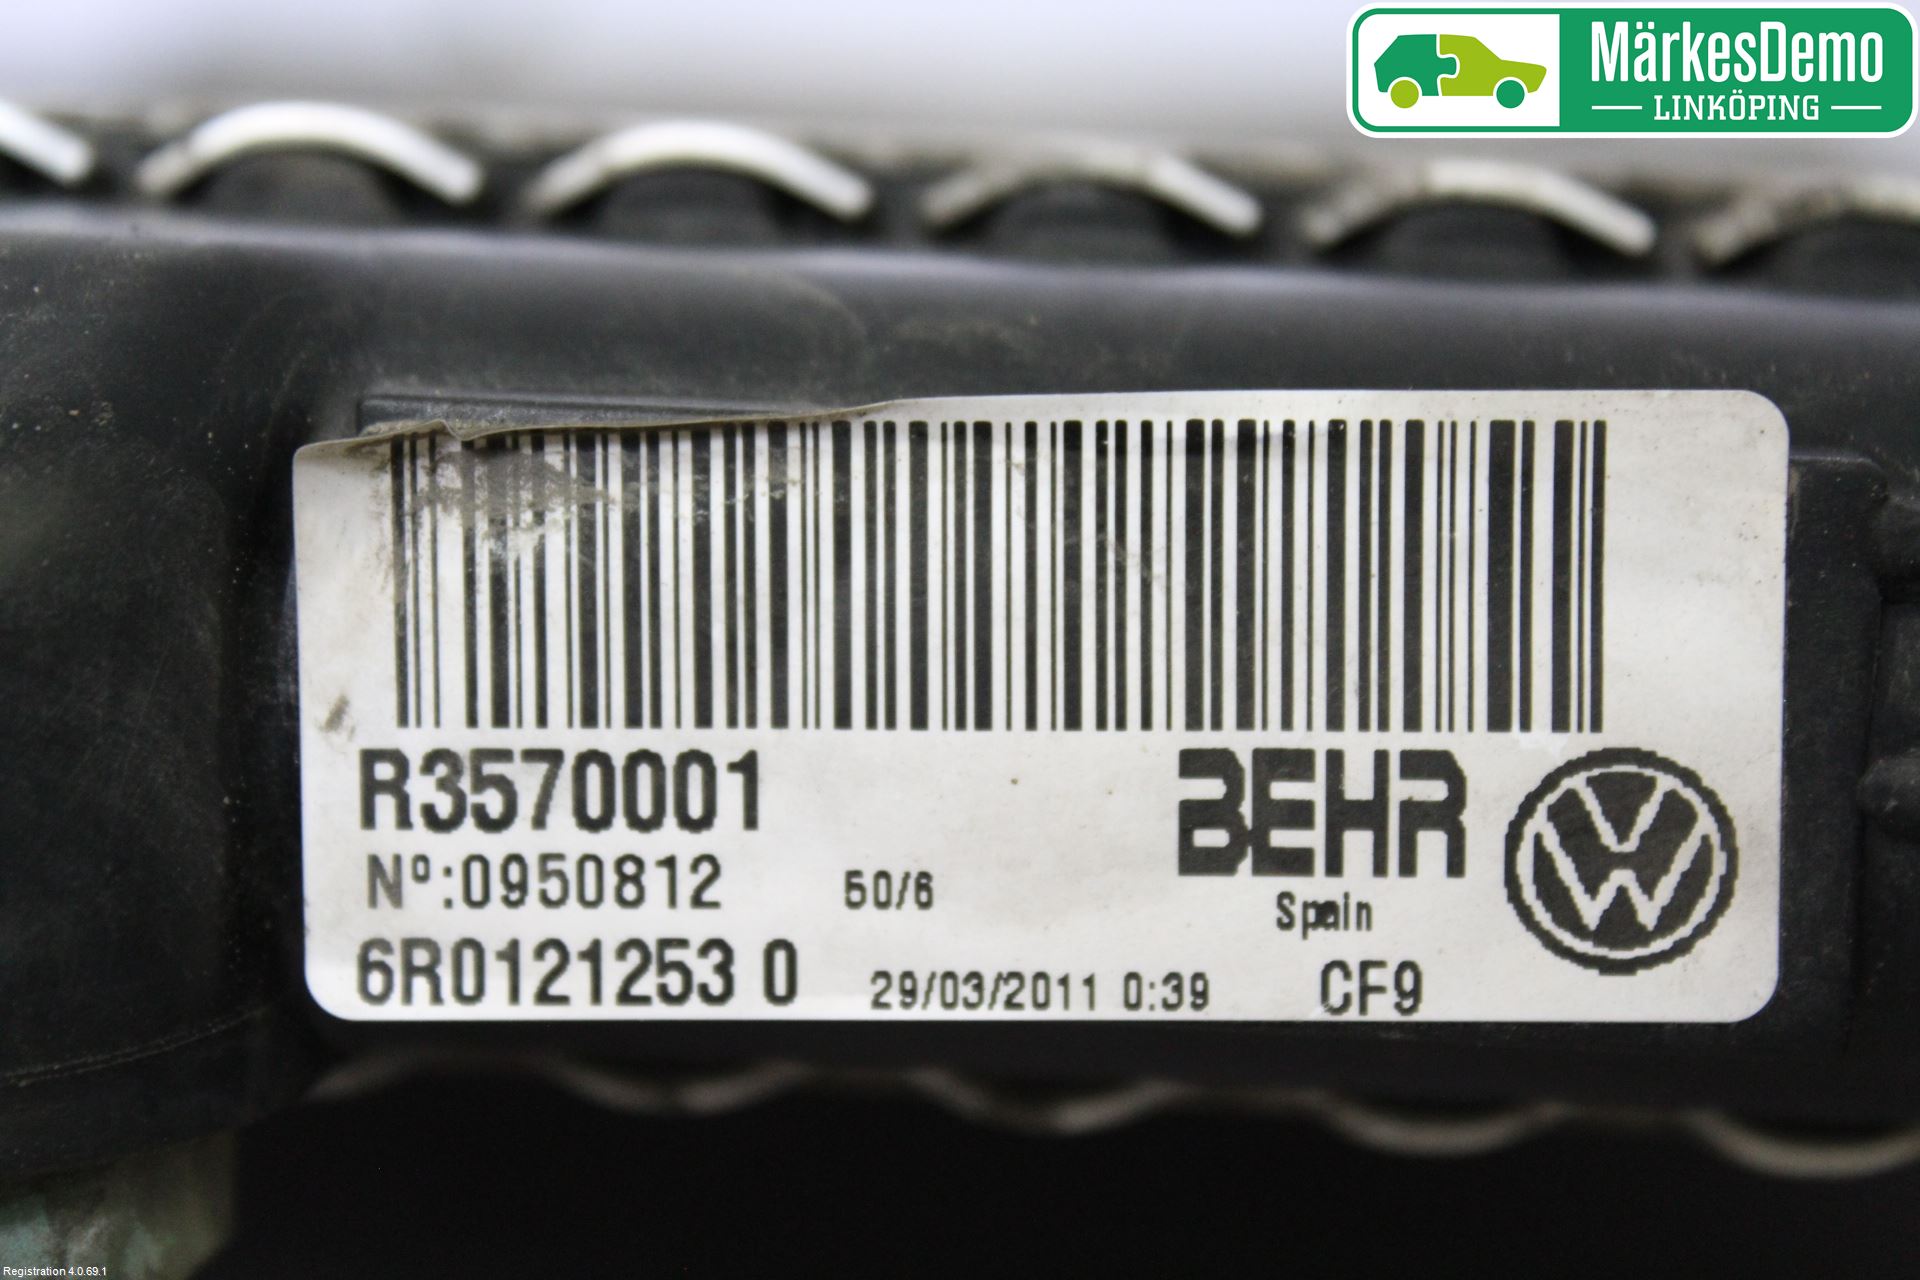 MärkesDemo
LINKÖPING
R3570001
Nº:0950812 50/6
BEHR
Spain
6R0121253 0 29/03/2011 0:39 CF9
Registration 4.0.69.1